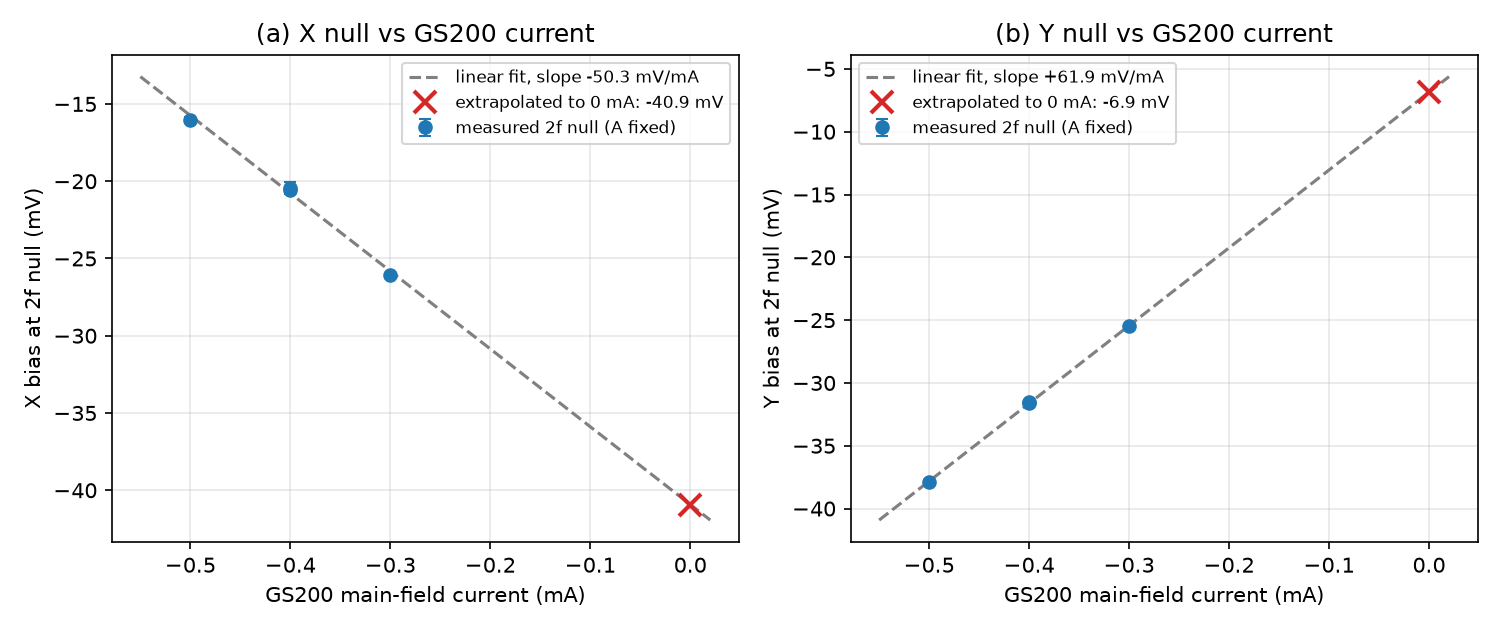 (a) X null vs GS200 current
linear fit, slope -50.3 mV/mA
extrapolated to 0 mA: -40.9 mV
measured 2f null (A fixed)
X bias at 2f null (mV)
−15
−20
−25
−30
−35
−40
−0.5
−0.4
−0.3
−0.2
−0.1
0.0
GS200 main-field current (mA)
(b) Y null vs GS200 current
linear fit, slope +61.9 mV/mA
extrapolated to 0 mA: -6.9 mV
measured 2f null (A fixed)
Y bias at 2f null (mV)
−5
−10
−15
−20
−25
−30
−35
−40
−0.5
−0.4
−0.3
−0.2
−0.1
0.0
GS200 main-field current (mA)